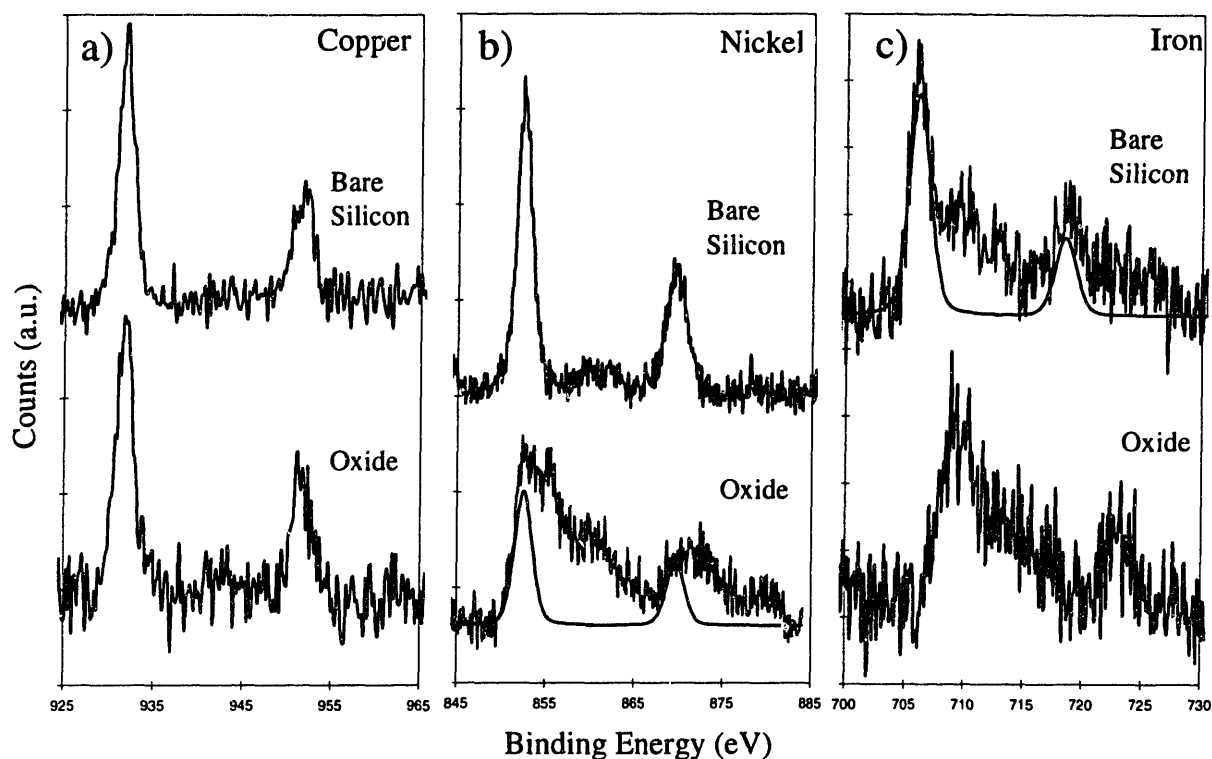 a)
Copper
b)
Nickel
c)
Iron
Bare
Silicon
Bare
Silicon
Bare
Silicon
Oxide
Oxide
Oxide
Counts (a.u.)
925 935 945 955 965
845 855 865 875 885
700 705 710 715 720 725 730
Binding Energy (eV)